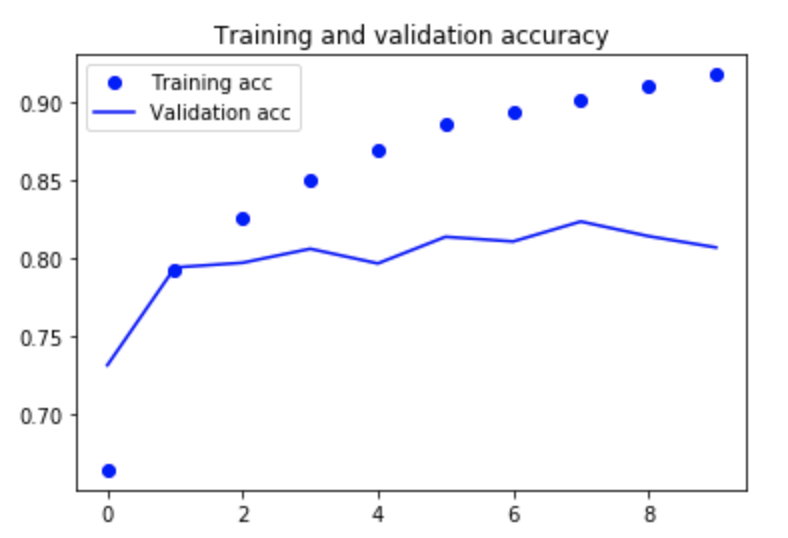 Training and validation accuracy
Training acc
Validation acc
0.90
0.85
0.80
0.75
0.70
0 2 4 6 8